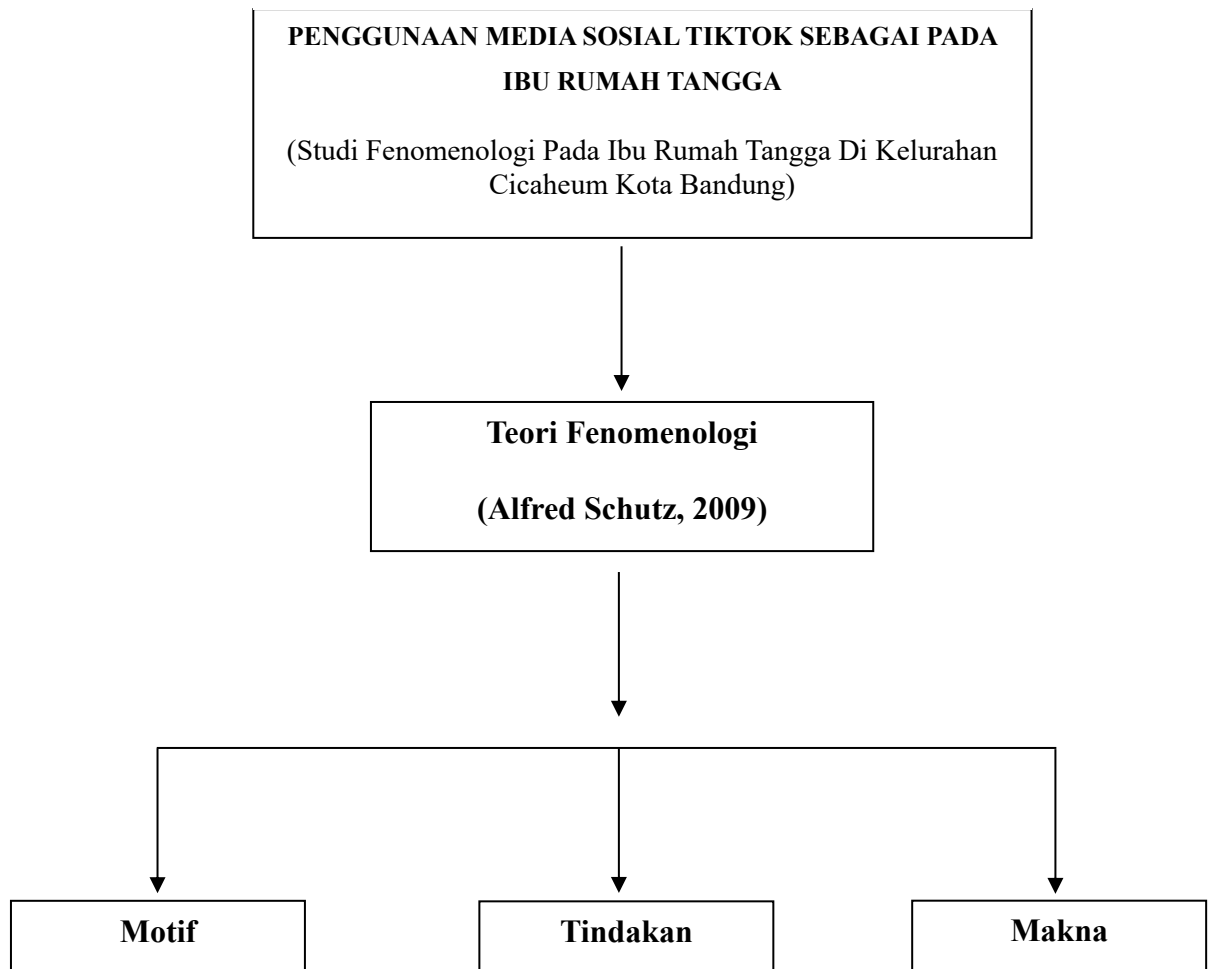 PENGGUNAAN MEDIA SOSIAL TIKTOK SEBAGAI PADA
IBU RUMAH TANGGA
(Studi Fenomenologi Pada Ibu Rumah Tangga Di Kelurahan
Cicaheum Kota Bandung)
Teori Fenomenologi
(Alfred Schutz, 2009)
Motif
Tindakan
Makna